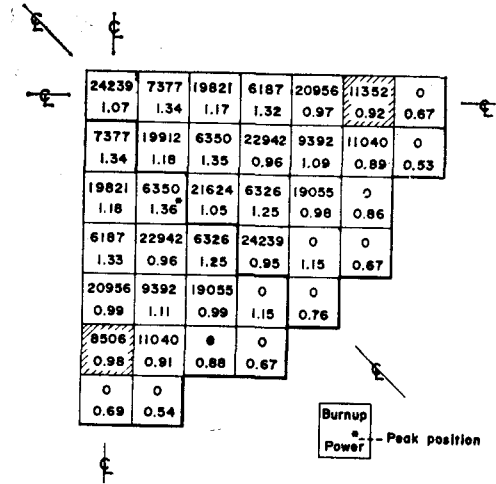 ℄
℄
℄
24239 7377 19821 6187 20956 11352 0
1.07 1.34 1.17 1.32 0.97 0.92 0.67
℄
7377 19912 6350 22942 9392 11040 0
1.34 1.18 1.35 0.96 1.09 0.89 0.53
19821 6350 21624 6326 19055 0
1.18 1.36* 1.05 1.25 0.98 0.86
6187 22942 6326 24239 0 0
1.33 0.96 1.25 0.95 1.15 0.67
20956 9392 19055 0 0
0.99 1.11 0.99 1.15 0.76
8506 11040 0 0
0.98 0.91 0.88 0.67
℄
0 0
0.69 0.54
Burnup
* Peak position
Power
℄